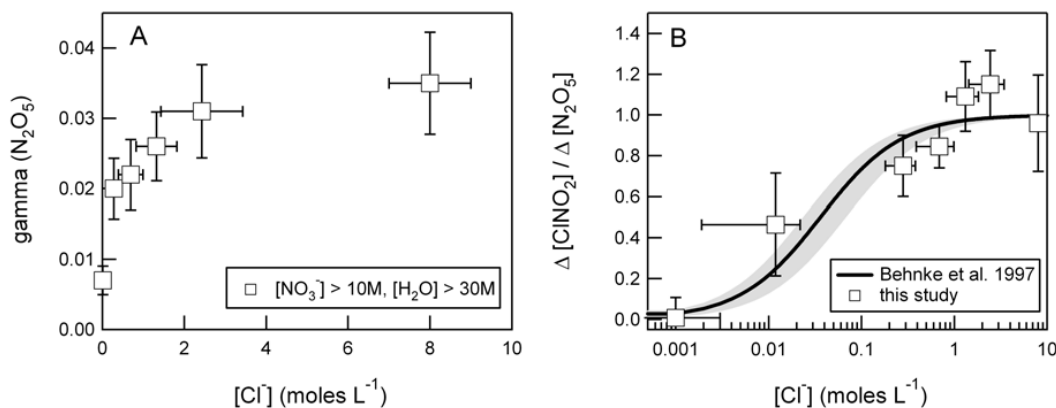 A
gamma (N₂O₅)
0.04
0.03
0.02
0.01
0.00
[NO₃⁻] > 10M, [H₂O] > 30M
0 2 4 6 8 10
[Cl⁻] (moles L⁻¹)
B
Δ [ClNO₂] / Δ [N₂O₅]
1.4
1.2
1.0
0.8
0.6
0.4
0.2
0.0
Behnke et al. 1997
this study
0.001 0.01 0.1 1 10
[Cl⁻] (moles L⁻¹)